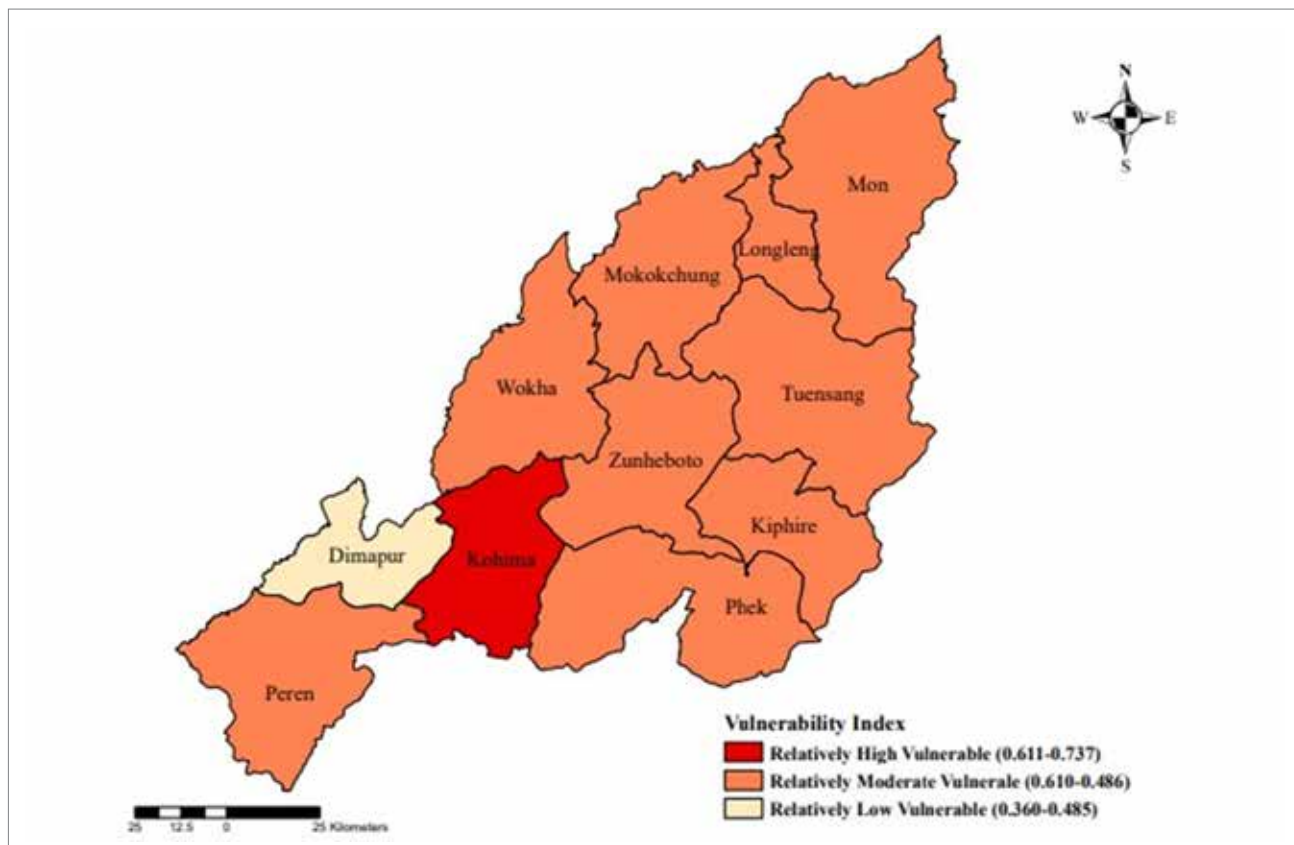 N
W E
S
Mon
Longleng
Mokokchung
Wokha
Tuensang
Zunheboto
Kiphire
Dimapur
Kohima
Phek
Peren
Vulnerability Index
Relatively High Vulnerable (0.611-0.737)
Relatively Moderate Vulnerale (0.610-0.486)
Relatively Low Vulnerable (0.360-0.485)
25 12.5 0 25 Kilometers